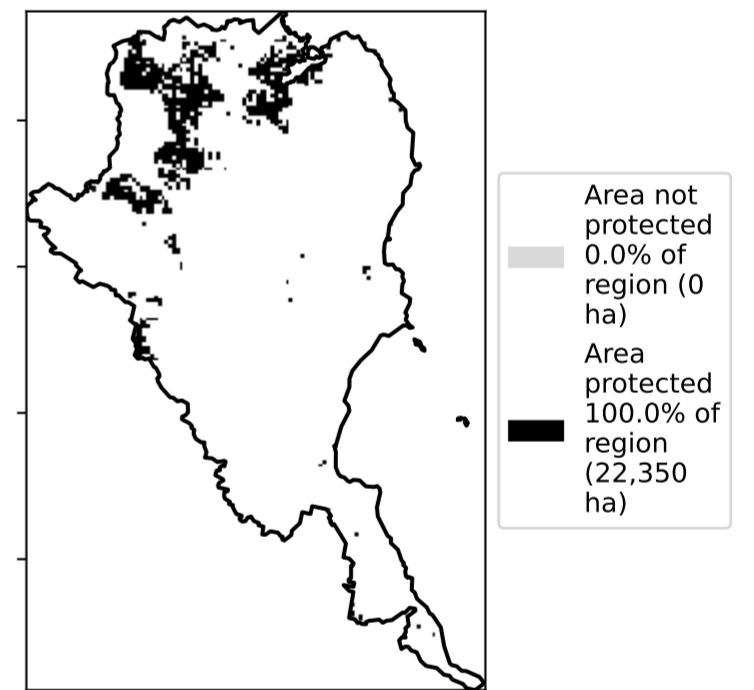 Area not
protected
0.0% of
region (0
ha)
Area
protected
100.0% of
region
(22,350
ha)